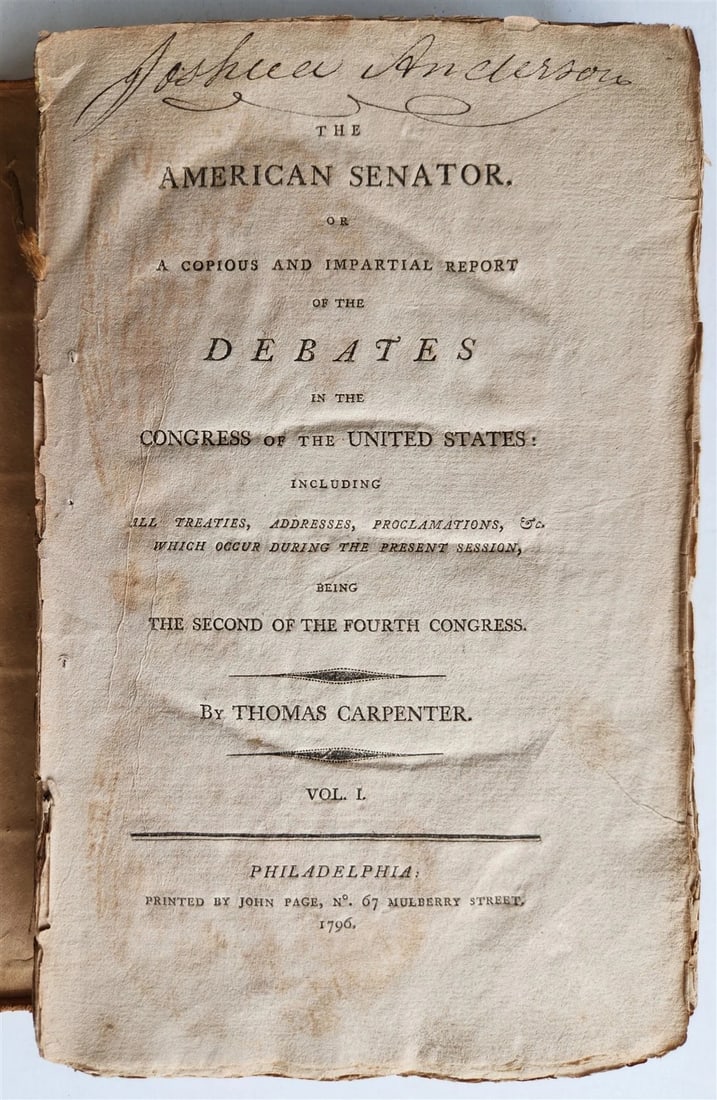 Joshua Anderson
THE
AMERICAN SENATOR.
OR
A COPIOUS AND IMPARTIAL REPORT
OF THE
DEBATES
IN THE
CONGRESS OF THE UNITED STATES:
INCLUDING
ALL TREATIES, ADDRESSES, PROCLAMATIONS, &c.
WHICH OCCUR DURING THE PRESENT SESSION,
BEING
THE SECOND OF THE FOURTH CONGRESS.
By THOMAS CARPENTER.
VOL. I.
PHILADELPHIA:
PRINTED BY JOHN PAGE, Nº. 67 MULBERRY STREET.
1796.